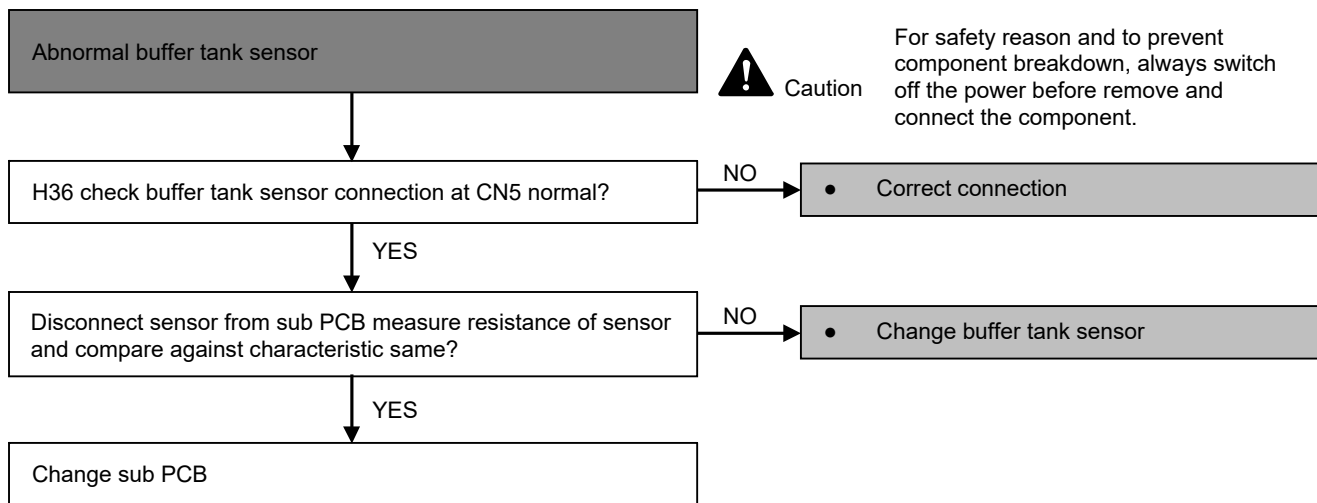 Abnormal buffer tank sensor
Caution
For safety reason and to prevent
component breakdown, always switch
off the power before remove and
connect the component.
H36 check buffer tank sensor connection at CN5 normal?
NO
• Correct connection
YES
Disconnect sensor from sub PCB measure resistance of sensor
and compare against characteristic same?
NO
• Change buffer tank sensor
YES
Change sub PCB